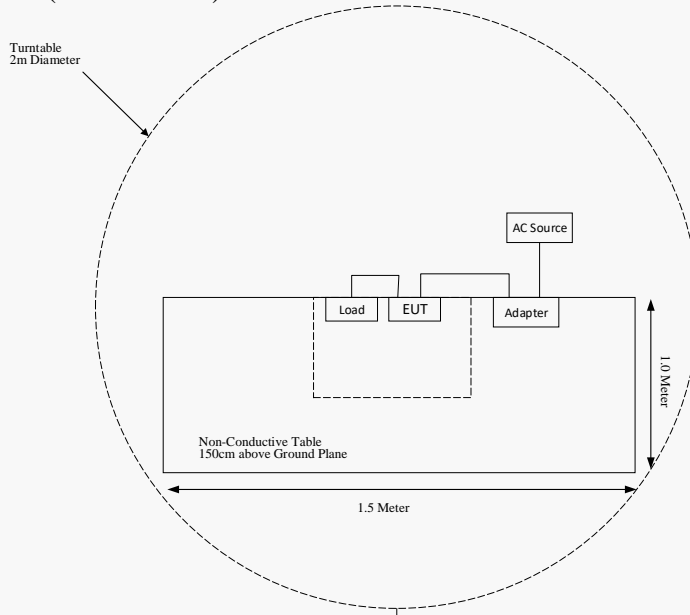 Turntable
2m Diameter
AC Source
Load
EUT
Adapter
1.0 Meter
Non-Conductive Table
150cm above Ground Plane
1.5 Meter